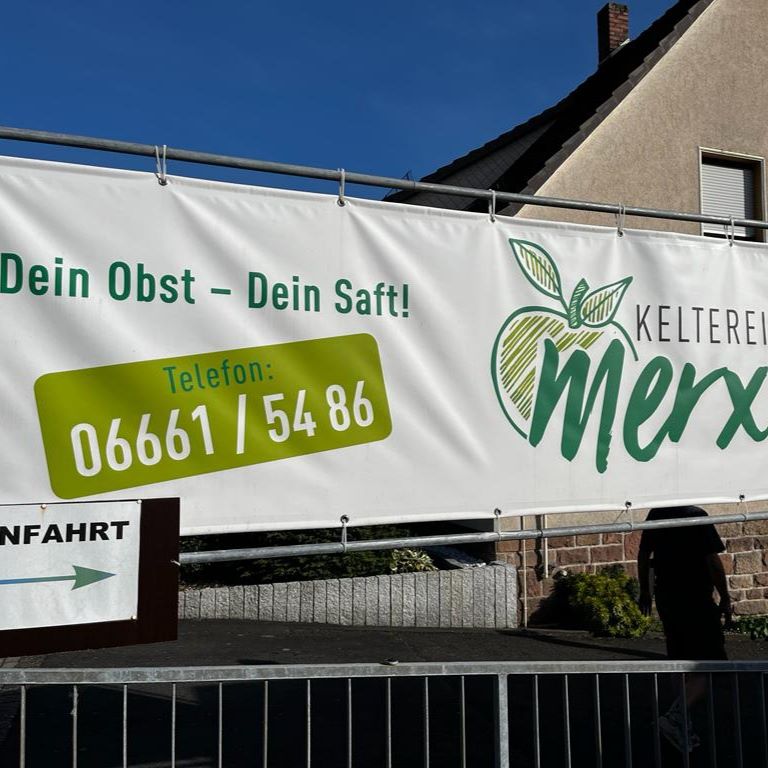 Dein Obst – Dein Saft!
Telefon:
06661 / 54 86
KELTEREI
merx
NFAHRT